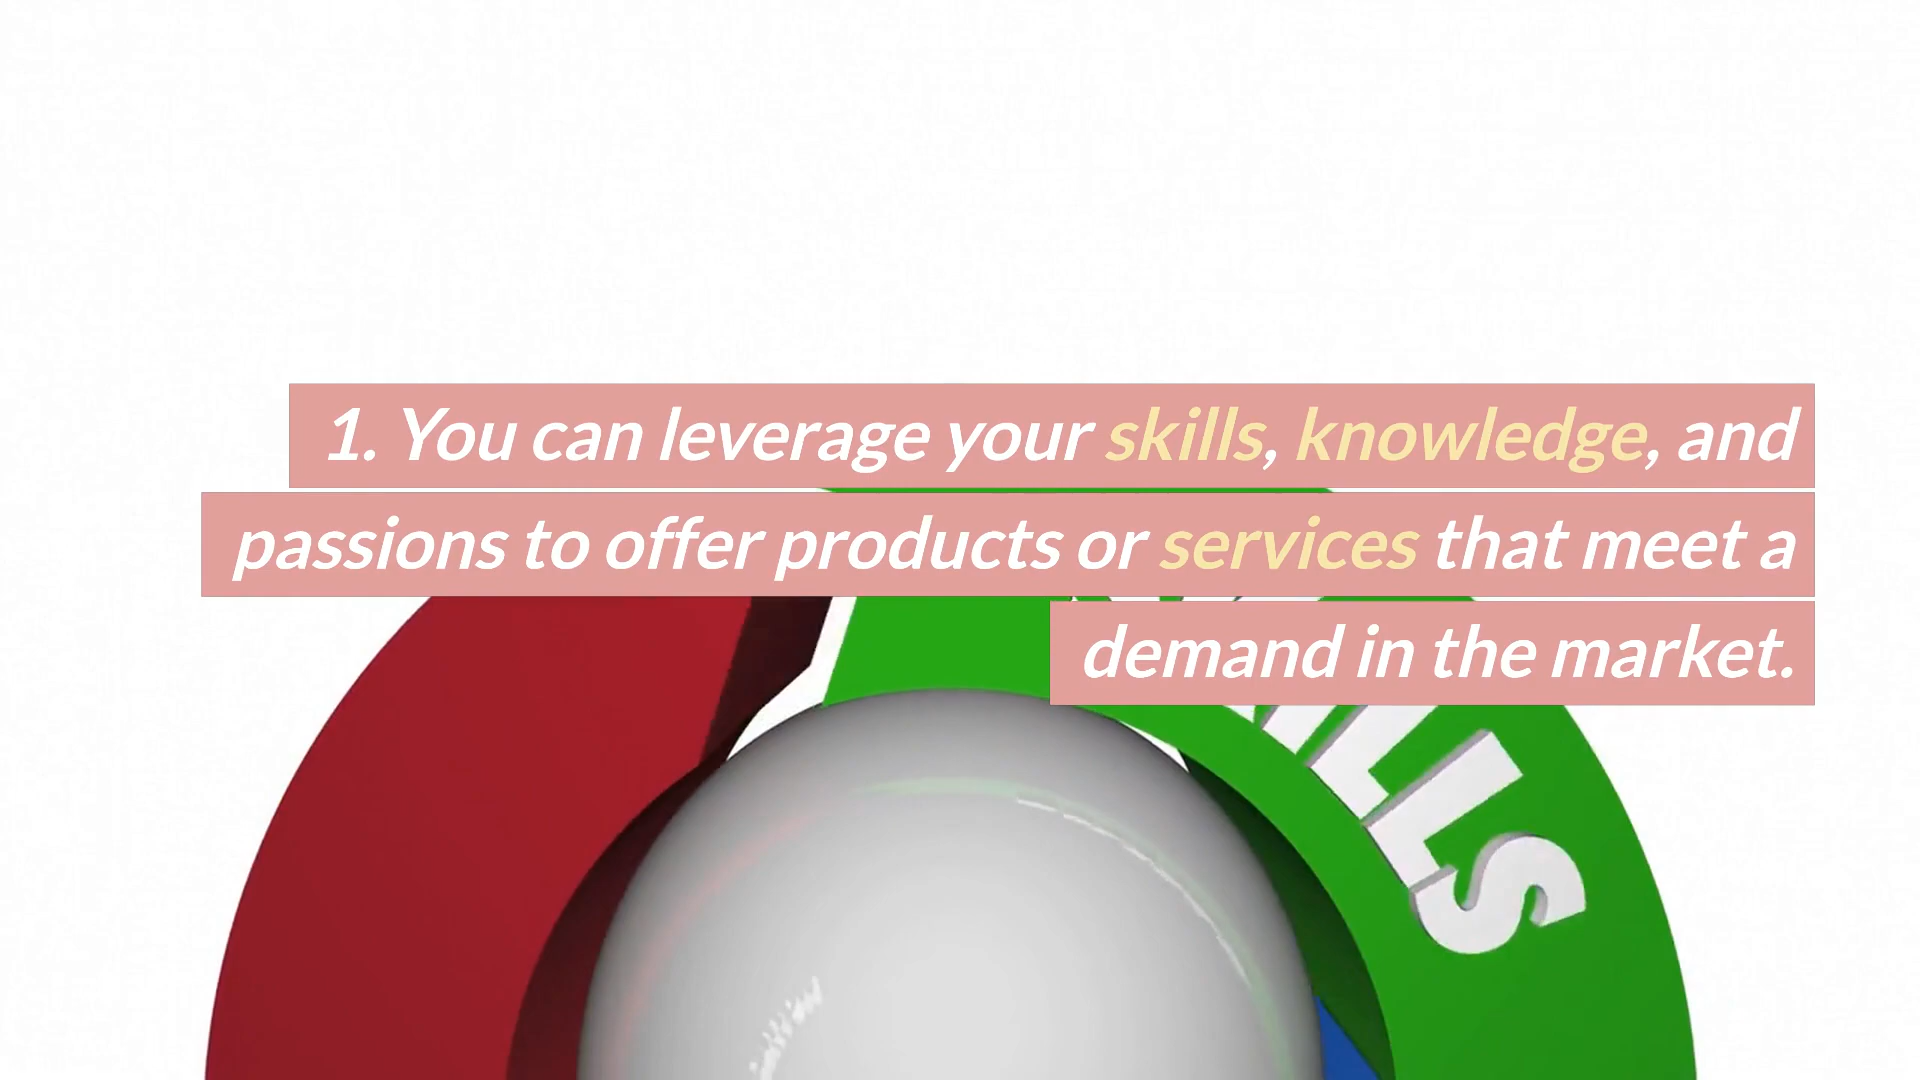 1. You can leverage your skills, knowledge, and
passions to offer products or services that meet a
demand in the market.